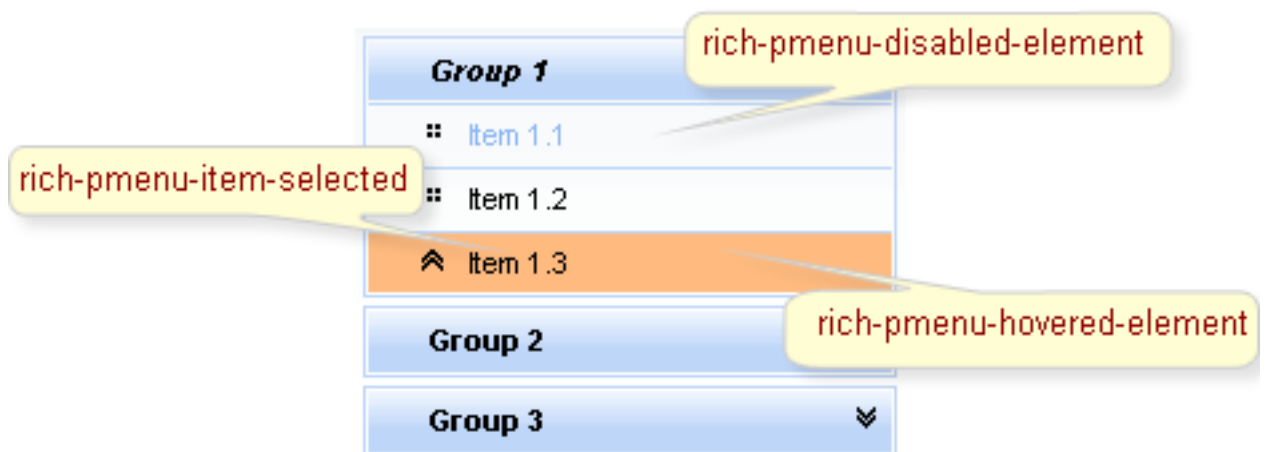 rich-pmenu-disabled-element
Group 1
Item 1.1
rich-pmenu-item-selected
Item 1.2
Item 1.3
rich-pmenu-hovered-element
Group 2
Group 3